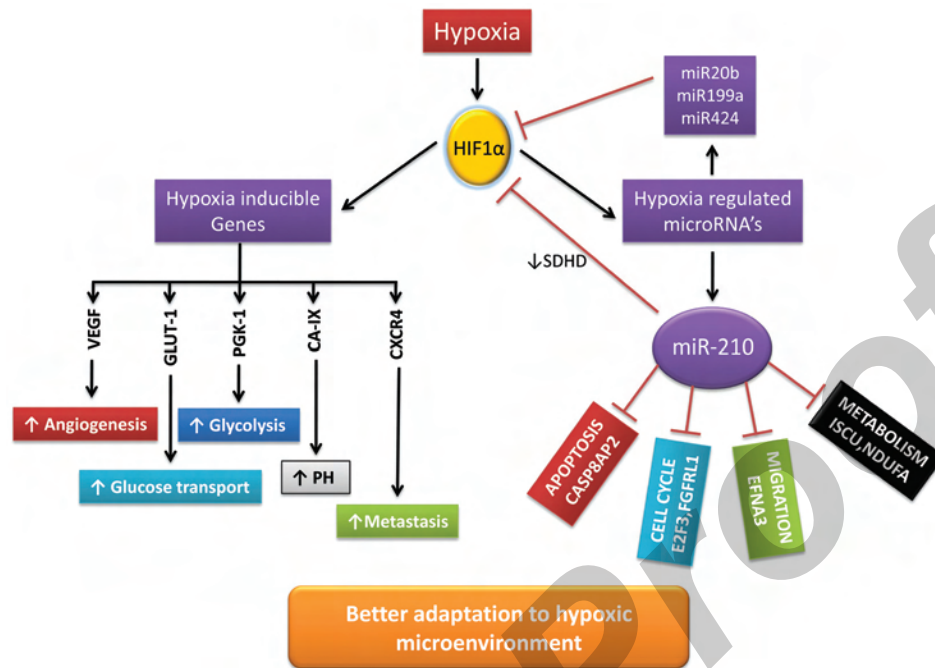 Hypoxia
miR20b
miR199a
miR424
HIF1α
Hypoxia inducible
Genes
Hypoxia regulated
microRNA's
↓SDHD
VEGF
GLUT-1
PGK-1
CA-IX
CXCR4
miR-210
↑ Angiogenesis
↑ Glycolysis
↑ Glucose transport
↑ PH
↑Metastasis
APOPTOSIS
CASP8AP2
CELL CYCLE
E2F3,FGFRL1
MIGRATION
EFNA3
METABOLISM
ISCU,NDUFA
Better adaptation to hypoxic
microenvironment
Proof